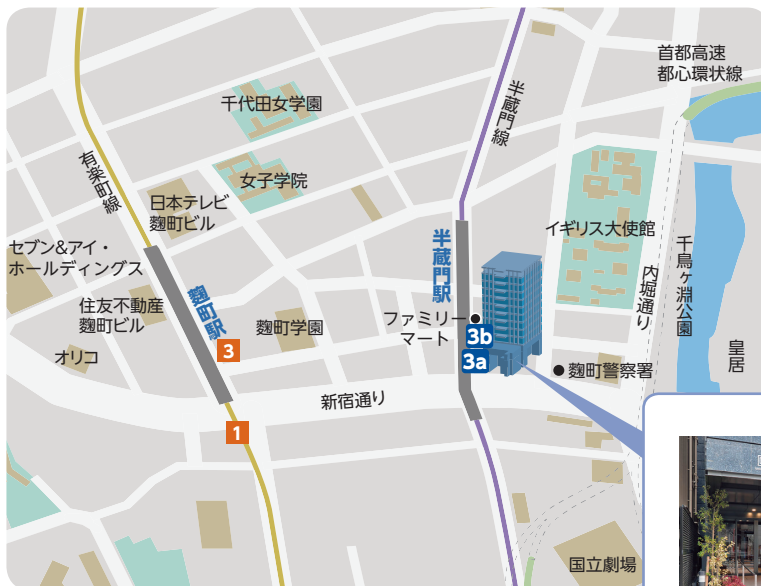 首都高速
都心環状線
千代田女学園
半蔵門線
有楽町線
女子学院
日本テレビ
麴町ビル
イギリス大使館
セブン&アイ・
ホールディングス
半蔵門駅
千鳥ヶ淵公園
内堀通り
住友不動産
麴町ビル
麴町駅
麴町学園
ファミリー
マート
3b
皇居
オリコ
3
3a
麴町警察署
新宿通り
1
国立劇場